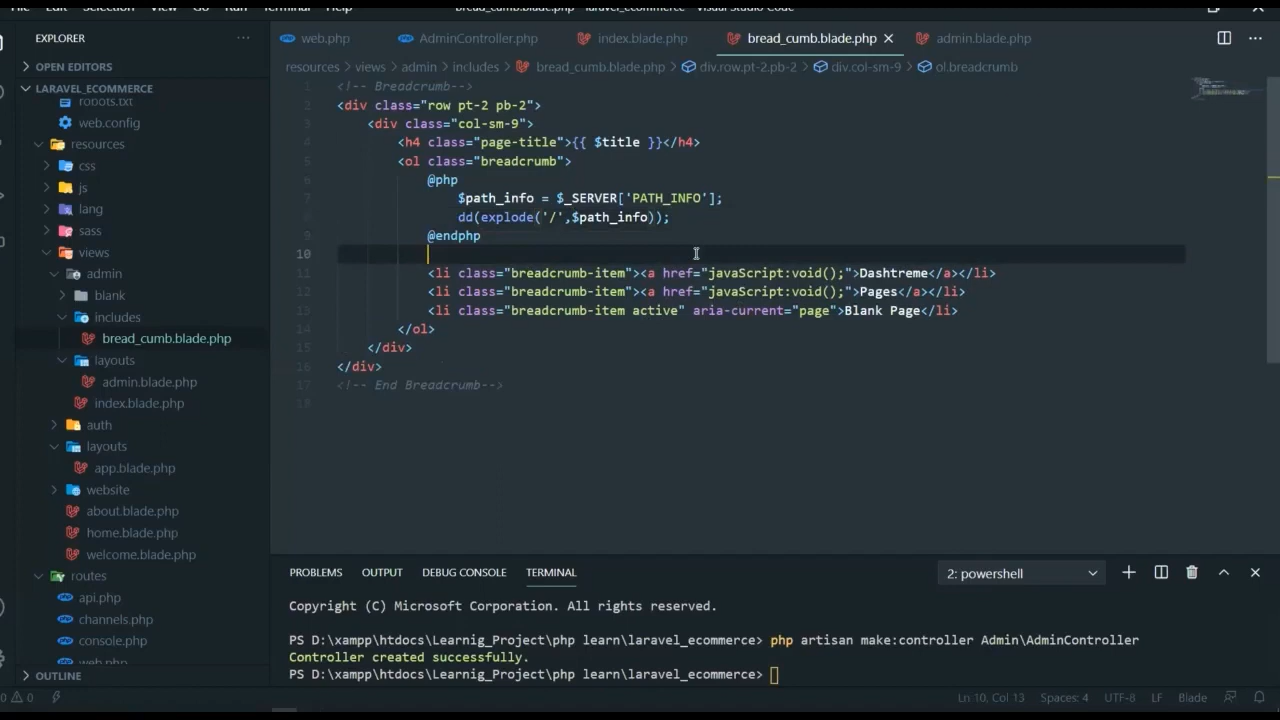 File Edit Selection View Go Run Terminal Help
bread_cumb.blade.php - laravel_ecommerce - Visual Studio Code
EXPLORER
OPEN EDITORS
LARAVEL_ECOMMERCE
robots.txt
web.config
resources
css
js
lang
sass
views
admin
blank
includes
bread_cumb.blade.php
layouts
admin.blade.php
index.blade.php
auth
layouts
app.blade.php
website
about.blade.php
home.blade.php
welcome.blade.php
routes
api.php
channels.php
console.php
web.php
OUTLINE
web.php AdminController.php index.blade.php bread_cumb.blade.php admin.blade.php
resources > views > admin > includes > bread_cumb.blade.php > div.row.pt-2.pb-2 > div.col-sm-9 > ol.breadcrumb
1 <!-- Breadcrumb-->
2 <div class="row pt-2 pb-2">
3 <div class="col-sm-9">
4 <h4 class="page-title">{{ $title }}</h4>
5 <ol class="breadcrumb">
6 @php
7 $path_info = $_SERVER['PATH_INFO'];
8 dd(explode('/',$path_info));
9 @endphp
10
11 <li class="breadcrumb-item"><a href="javaScript:void();">Dashtreme</a></li>
12 <li class="breadcrumb-item"><a href="javaScript:void();">Pages</a></li>
13 <li class="breadcrumb-item active" aria-current="page">Blank Page</li>
14 </ol>
15 </div>
16 </div>
17 <!-- End Breadcrumb-->
18
PROBLEMS OUTPUT DEBUG CONSOLE TERMINAL 2: powershell
Copyright (C) Microsoft Corporation. All rights reserved.
PS D:\xampp\htdocs\Learnig_Project\php learn\laravel_ecommerce> php artisan make:controller Admin\AdminController
Controller created successfully.
PS D:\xampp\htdocs\Learnig_Project\php learn\laravel_ecommerce>
0 0 Ln 10, Col 13 Spaces: 4 UTF-8 LF Blade